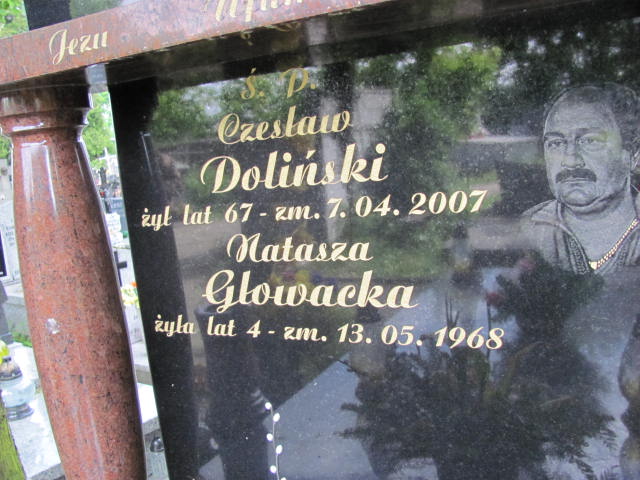 Jezu
Ś. P.
Czesław
Doliński
żył lat 67 - zm. 7. 04. 2007
Natasza
Głowacka
żyła lat 4 - zm. 13. 05. 1968